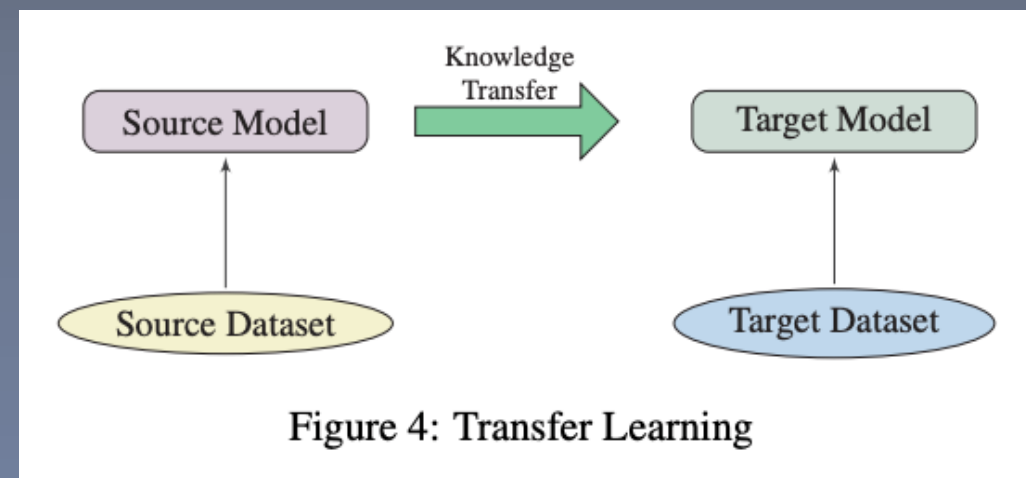 Knowledge
Transfer
Source Model
Target Model
Source Dataset
Target Dataset
Figure 4: Transfer Learning